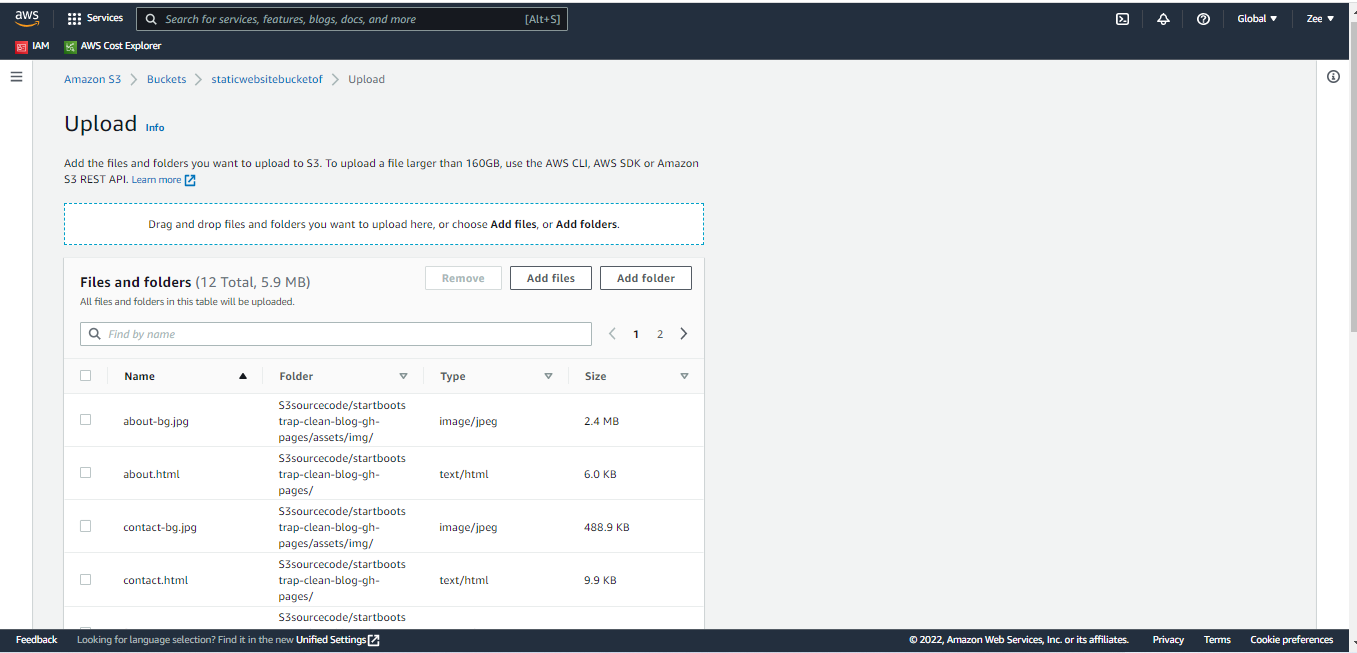 aws
Services
Search for services, features, blogs, docs, and more [Alt+S]
Global ▼
Zee ▼
IAM
AWS Cost Explorer
Amazon S3 > Buckets > staticwebsitebucketof > Upload
Upload Info
Add the files and folders you want to upload to S3. To upload a file larger than 160GB, use the AWS CLI, AWS SDK or Amazon
S3 REST API. Learn more
Drag and drop files and folders you want to upload here, or choose Add files, or Add folders.
Files and folders (12 Total, 5.9 MB)
Remove
Add files
Add folder
All files and folders in this table will be uploaded.
Find by name
< 1 2 >
Name ▲ Folder ▽ Type ▽ Size ▽
S3sourcecode/startboots
about-bg.jpg trap-clean-blog-gh- image/jpeg 2.4 MB
pages/assets/img/
S3sourcecode/startboots
about.html trap-clean-blog-gh- text/html 6.0 KB
pages/
S3sourcecode/startboots
contact-bg.jpg trap-clean-blog-gh- image/jpeg 488.9 KB
pages/assets/img/
S3sourcecode/startboots
contact.html trap-clean-blog-gh- text/html 9.9 KB
pages/
S3sourcecode/startboots
Feedback Looking for language selection? Find it in the new Unified Settings © 2022, Amazon Web Services, Inc. or its affiliates. Privacy Terms Cookie preferences